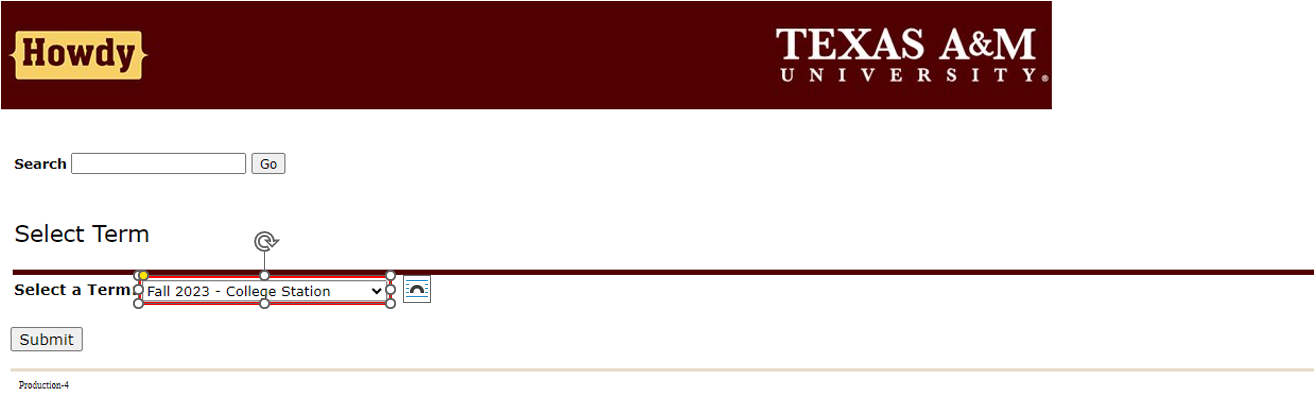 Howdy
TEXAS A&M
UNIVERSITY®
Search Go
Select Term
Select a Term: Fall 2023 - College Station
Submit
Production-4